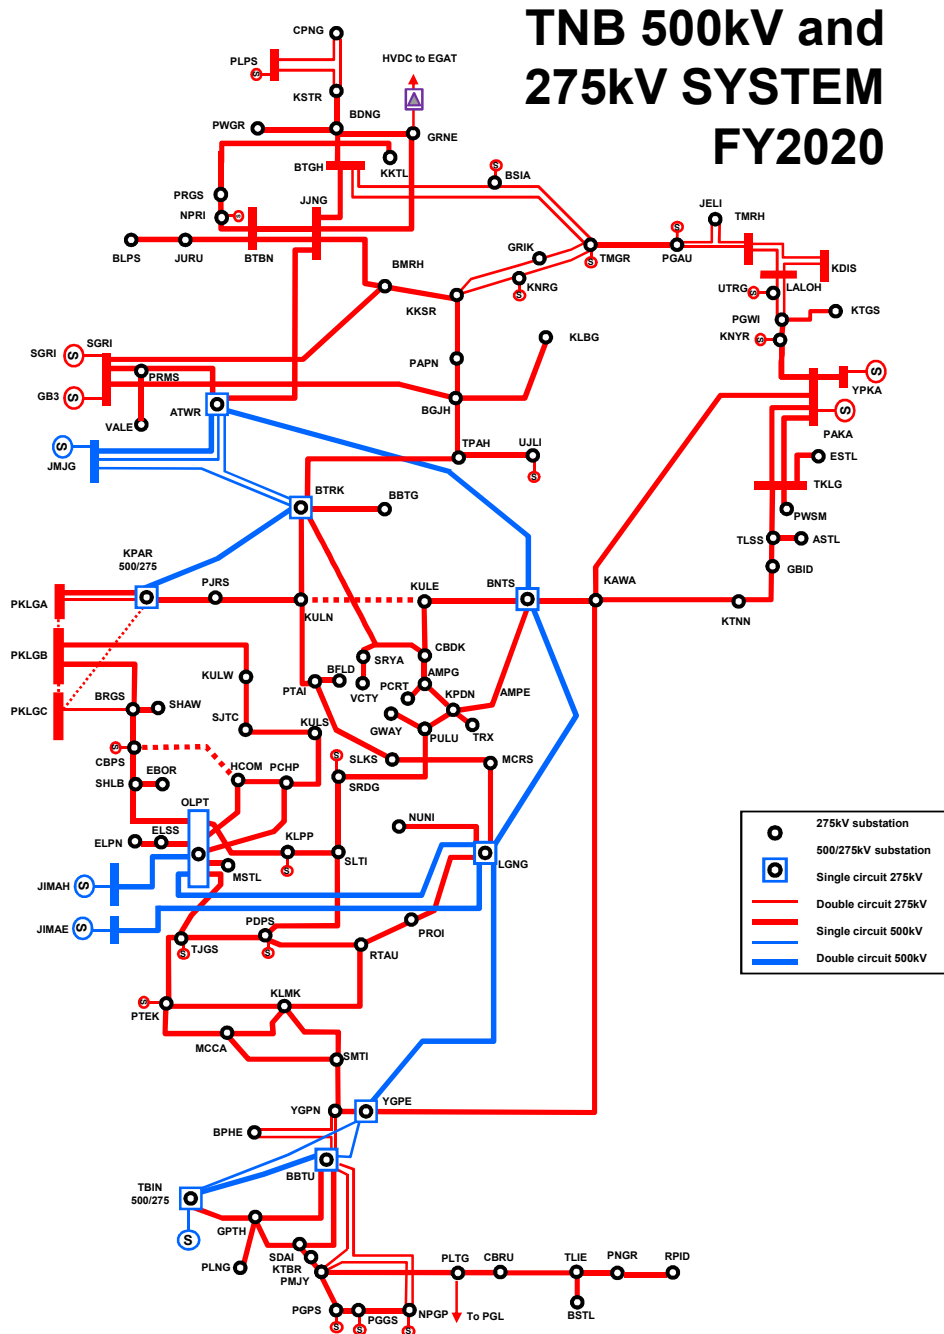 TNB 500kV and
275kV SYSTEM
FY2020
CPNG
PLPS
S
HVDC to EGAT
KSTR
BDNG
PWGR
GRNE
BTGH
KKTL
BSIA
S
PRGS
JJNG
NPRI
S
JELI
TMRH
PGAU
S
BLPS
JURU
BTBN
GRIK
TMGR
S
KDIS
BMRH
KNRG
S
LALOH
UTRG
S
KKSR
PGWI
KTGS
KNYR
S
KLBG
SGRI
SGRI
S
PAPN
PRMS
GB3
S
YPKA
S
ATWR
VALE
BGJH
PAKA
S
JMJG
S
TPAH
UJLI
S
ESTL
TKLG
BTRK
BBTG
PWSM
TLSS
ASTL
KPAR
500/275
PJRS
KULE
BNTS
KAWA
GBID
PKLGA
KULN
KTNN
PKLGB
CBDK
SRYA
BFLD
AMPG
KULW
PTAI
VCTY
PCRT
KPDN
AMPE
BRGS
SHAW
PKLGC
SJTC
KULS
GWAY
PULU
TRX
CBPS
S
SLKS
MCRS
HCOM
PCHP
S
SRDG
SHLB
EBOR
OLPT
NUNI
ELPN
ELSS
KLPP
S
SLTI
LGNG
MSTL
JIMAH
S
JIMAE
S
PDPS
S
PROI
TJGS
S
RTAU
KLMK
PTEK
S
MCCA
SMTI
YGPN
YGPE
BPHE
BBTU
TBIN
500/275
S
GPTH
PLNG
SDAI
KTBR
PMJY
PLTG
CBRU
TLIE
PNGR
RPID
PGPS
S
PGGS
S
NPGP
S
To PGL
BSTL
275kV substation
500/275kV substation
Single circuit 275kV
Double circuit 275kV
Single circuit 500kV
Double circuit 500kV